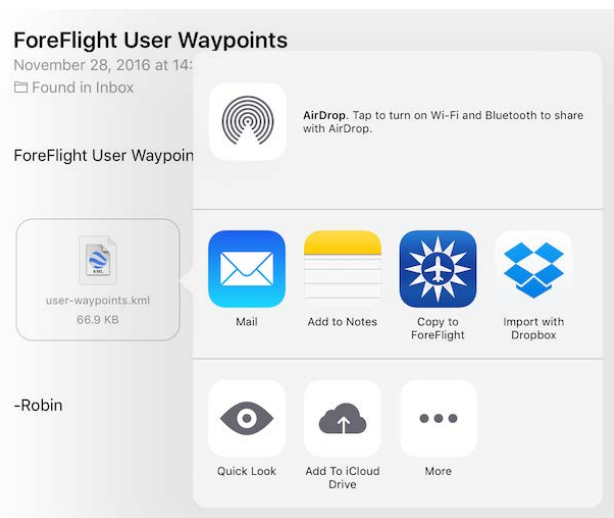 ForeFlight User Waypoints
November 28, 2016 at 14:
Found in Inbox
AirDrop. Tap to turn on Wi-Fi and Bluetooth to share
with AirDrop.
ForeFlight User Waypoin
KML
user-waypoints.kml
66.9 KB
Mail
Add to Notes
Copy to
ForeFlight
Import with
Dropbox
-Robin
Quick Look
Add To iCloud
Drive
More